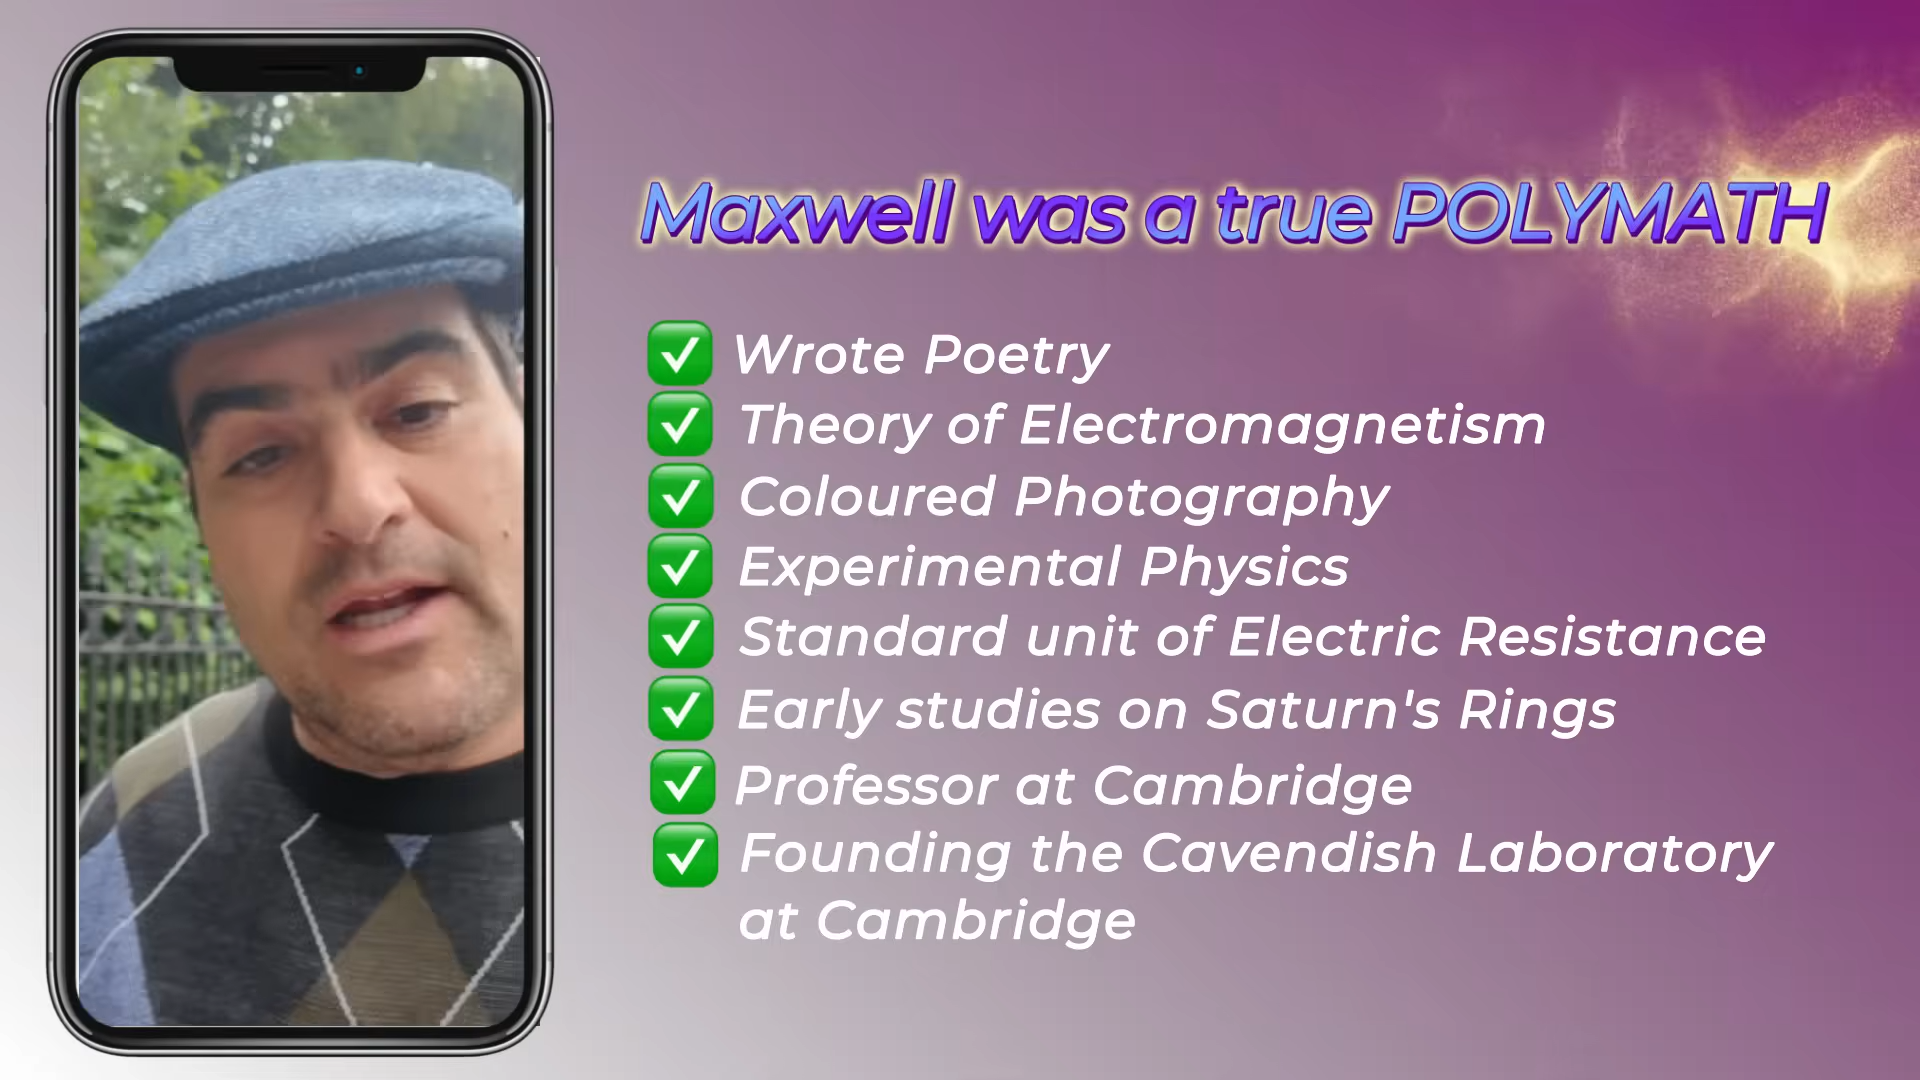 Maxwell was a true POLYMATH
Wrote Poetry
Theory of Electromagnetism
Coloured Photography
Experimental Physics
Standard unit of Electric Resistance
Early studies on Saturn's Rings
Professor at Cambridge
Founding the Cavendish Laboratory
at Cambridge